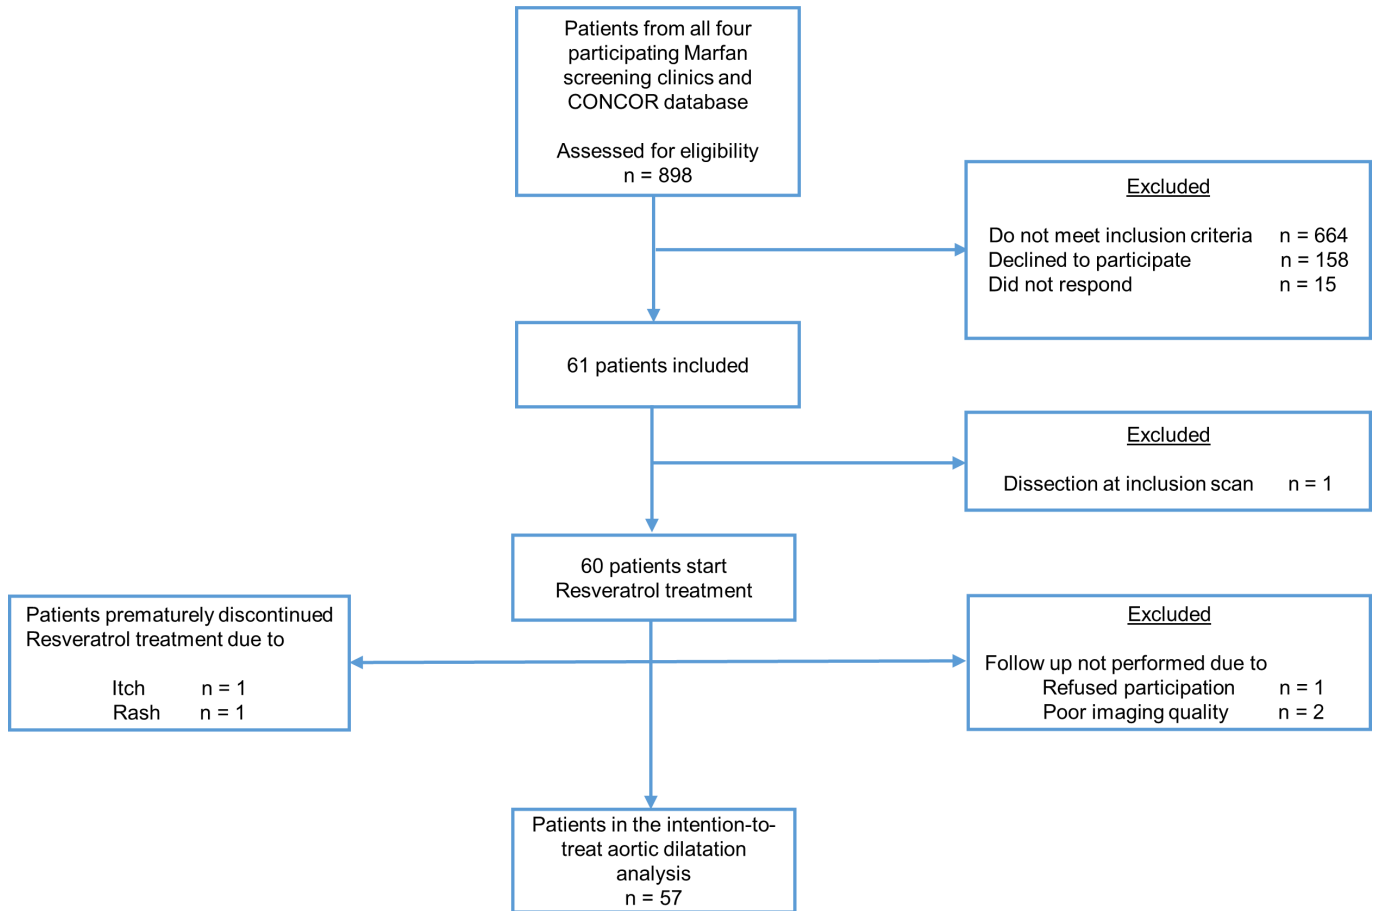 Patients from all four
participating Marfan
screening clinics and
CONCOR database
Assessed for eligibility
n = 898
Excluded
Do not meet inclusion criteria n = 664
Declined to participate n = 158
Did not respond n = 15
61 patients included
Excluded
Dissection at inclusion scan n = 1
60 patients start
Resveratrol treatment
Patients prematurely discontinued
Resveratrol treatment due to
Itch n = 1
Rash n = 1
Excluded
Follow up not performed due to
Refused participation n = 1
Poor imaging quality n = 2
Patients in the intention-to-
treat aortic dilatation
analysis
n = 57